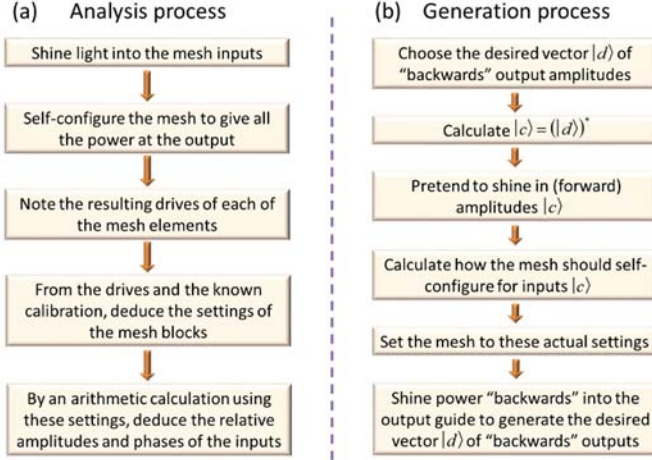 (a) Analysis process
Shine light into the mesh inputs
Self-configure the mesh to give all
the power at the output
Note the resulting drives of each of
the mesh elements
From the drives and the known
calibration, deduce the settings of
the mesh blocks
By an arithmetic calculation using
these settings, deduce the relative
amplitudes and phases of the inputs
(b) Generation process
Choose the desired vector |d⟩ of
“backwards” output amplitudes
Calculate |c⟩ = (|d⟩)*
Pretend to shine in (forward)
amplitudes |c⟩
Calculate how the mesh should self-
configure for inputs |c⟩
Set the mesh to these actual settings
Shine power “backwards” into the
output guide to generate the desired
vector |d⟩ of “backwards” outputs